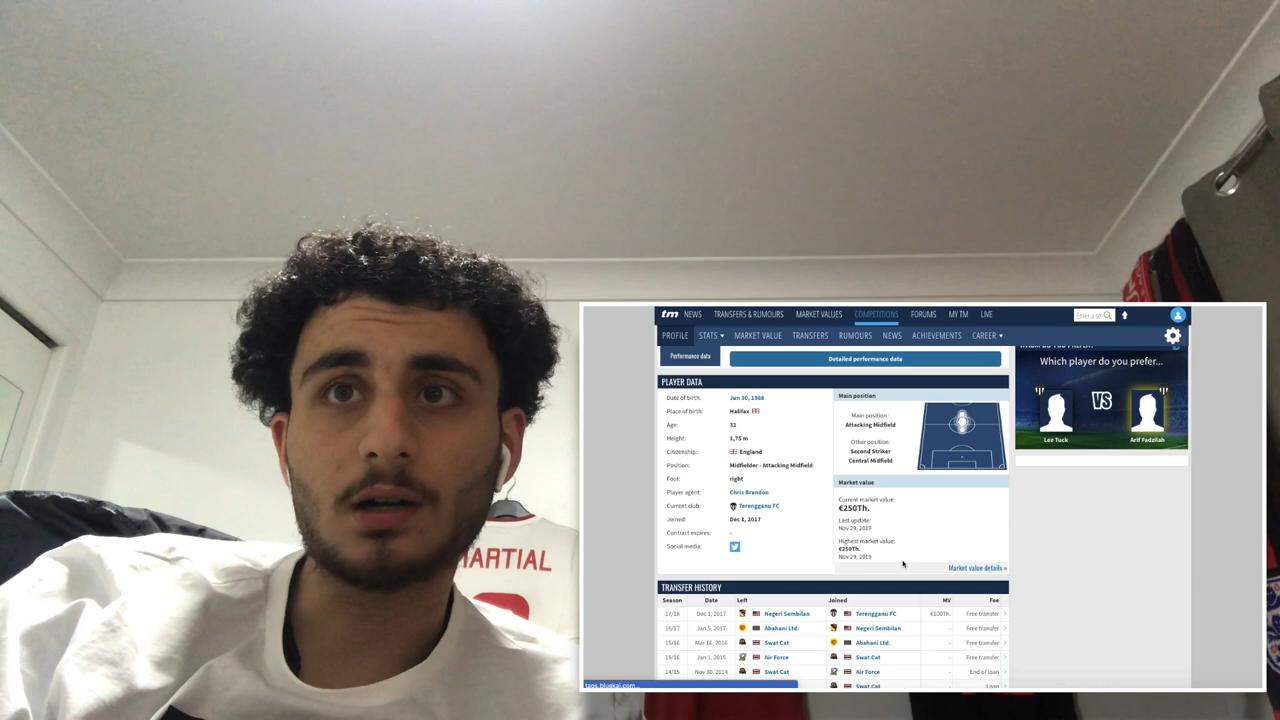 tm NEWS TRANSFERS & RUMOURS MARKET VALUES COMPETITIONS FORUMS MY TM LIVE Enter a se
PROFILE STATS MARKET VALUE TRANSFERS RUMOURS NEWS ACHIEVEMENTS CAREER
Performance data Detailed performance data
Which player do you prefer...
VS
Lee Tuck Arif Fadzilah
PLAYER DATA
Date of birth: Jun 30, 1988
Place of birth: Halifax
Age: 32
Height: 1,75 m
Citizenship: England
Position: Midfielder - Attacking Midfield
Foot: right
Player agent: Chris Brandon
Current club: Terengganu FC
Joined: Dec 1, 2017
Contract expires: -
Social media:
Main position
Main position :
Attacking Midfield
Other position:
Second Striker
Central Midfield
Market value
Current market value:
€250Th.
Last update:
Nov 29, 2019
Highest market value:
€250Th.
Nov 29, 2019
Market value details »
TRANSFER HISTORY
Season Date Left Joined MV Fee
17/18 Dec 1, 2017 Negeri Sembilan Terengganu FC €100Th. Free transfer
16/17 Jan 5, 2017 Abahani Ltd. Negeri Sembilan - Free transfer
15/16 Mar 16, 2016 Swat Cat Abahani Ltd. - Free transfer
15/16 Jan 1, 2015 Air Force Swat Cat - Free transfer
14/15 Nov 30, 2014 Swat Cat Air Force - End of loan
Swat Cat Loan
tags.bluekai.com...
MARTIAL